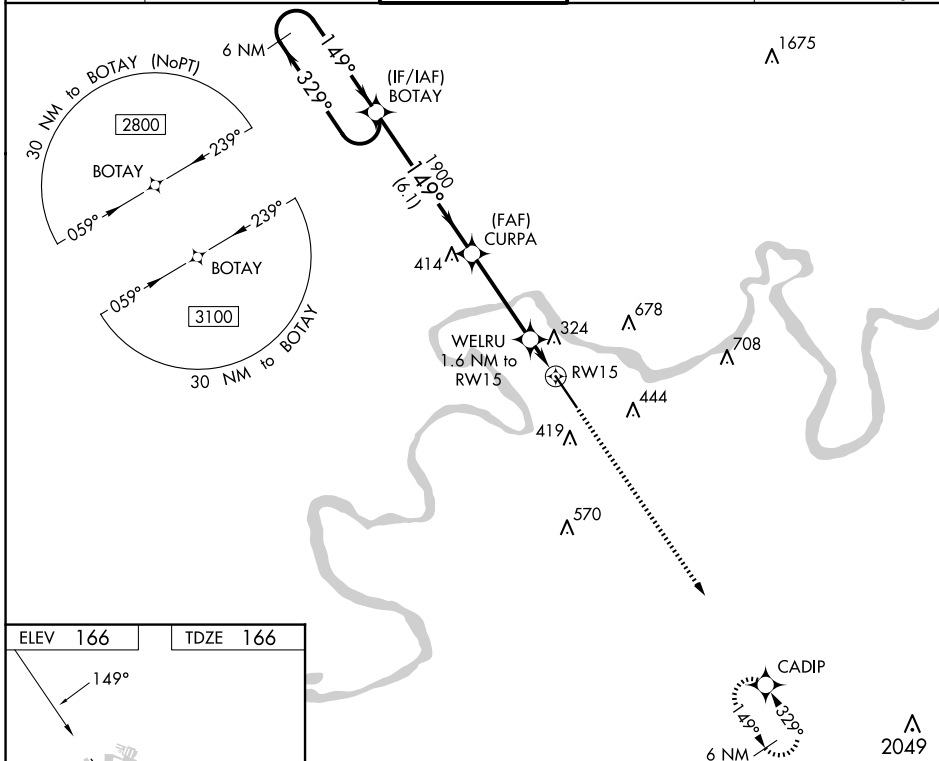 1675
6 NM
149°
329°
(IF/IAF)
BOTAY
30 NM to BOTAY (NoPT)
2800
BOTAY
239°
059°
1900
149°
(6.1)
(FAF)
CURPA
414
239°
BOTAY
059°
3100
30 NM to BOTAY
WELRU
1.6 NM to
RW15
324
678
708
RW15
444
419
570
ELEV 166
TDZE 166
149°
CADIP
149°
329°
6 NM
2049